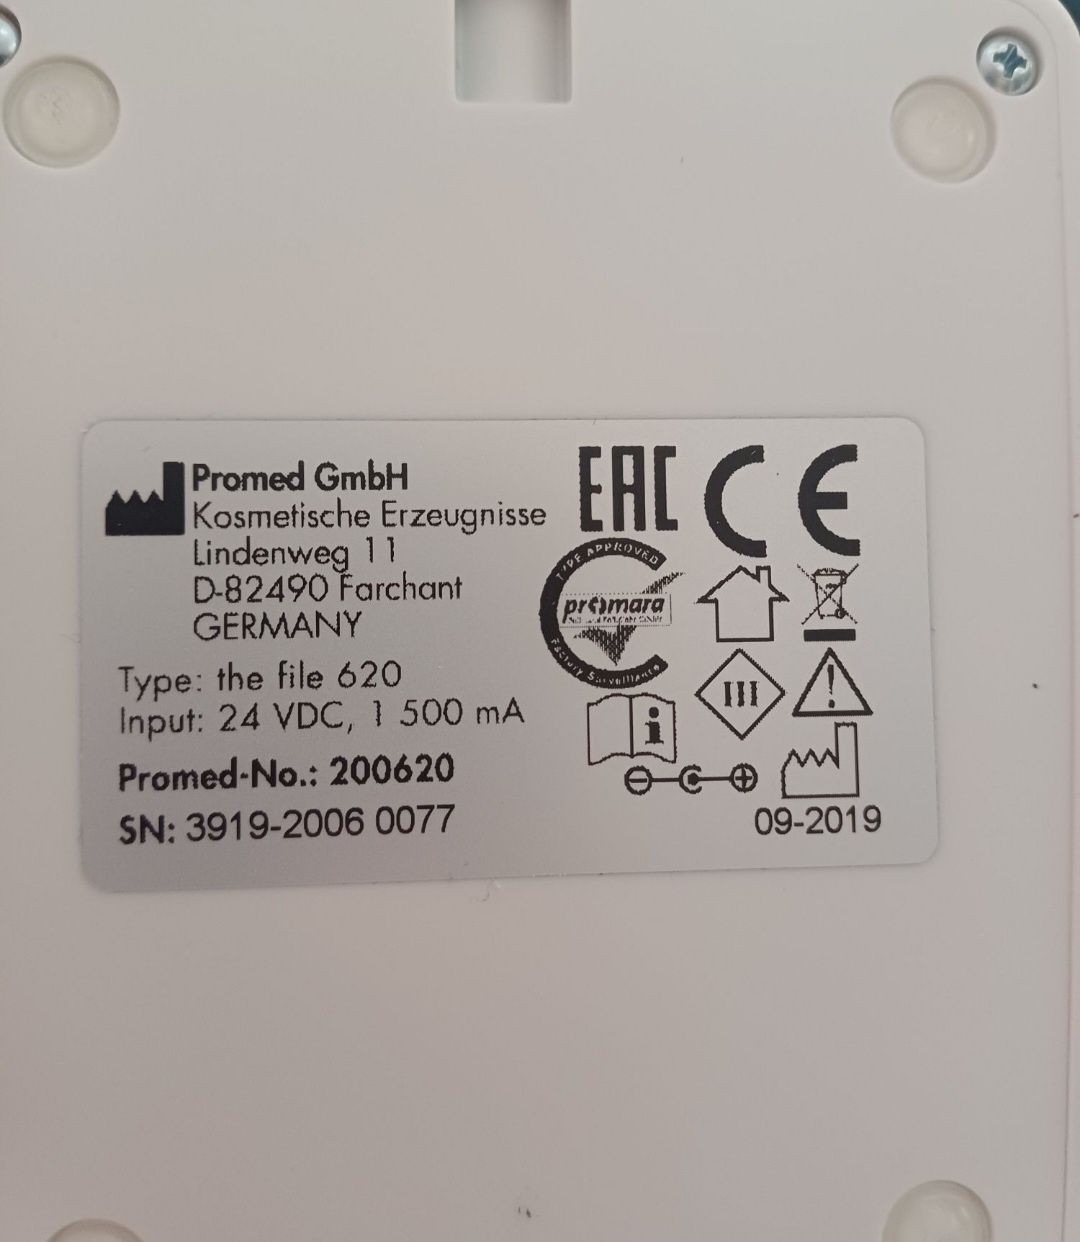 Promed GmbH
Kosmetische Erzeugnisse
Lindenweg 11
D-82490 Farchant
GERMANY
Type: the file 620
Input: 24 VDC, 1 500 mA
Promed-No.: 200620
SN: 3919-2006 0077
EAC CE
TYPE APPROVED
promara
Factory Surveillance
III
09-2019